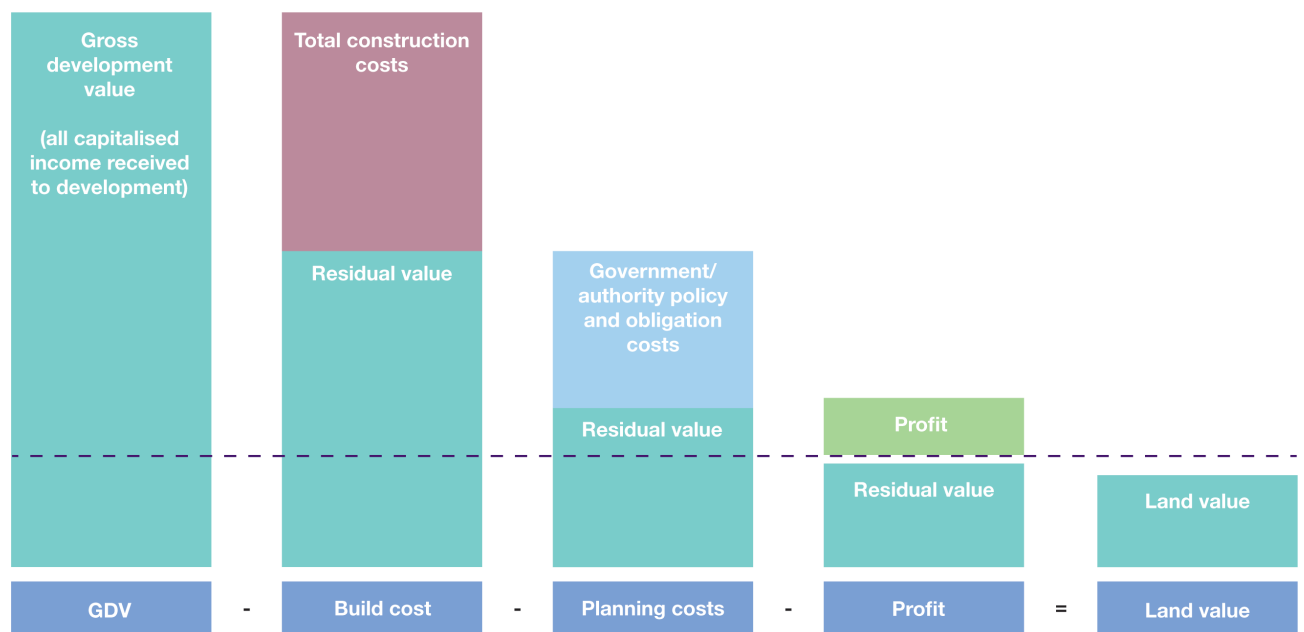 Gross
development
value
(all capitalised
income received
to development)
Total construction
costs
Residual value
Government/
authority policy
and obligation
costs
Residual value
Profit
Residual value
Land value
GDV
-
Build cost
-
Planning costs
-
Profit
=
Land value